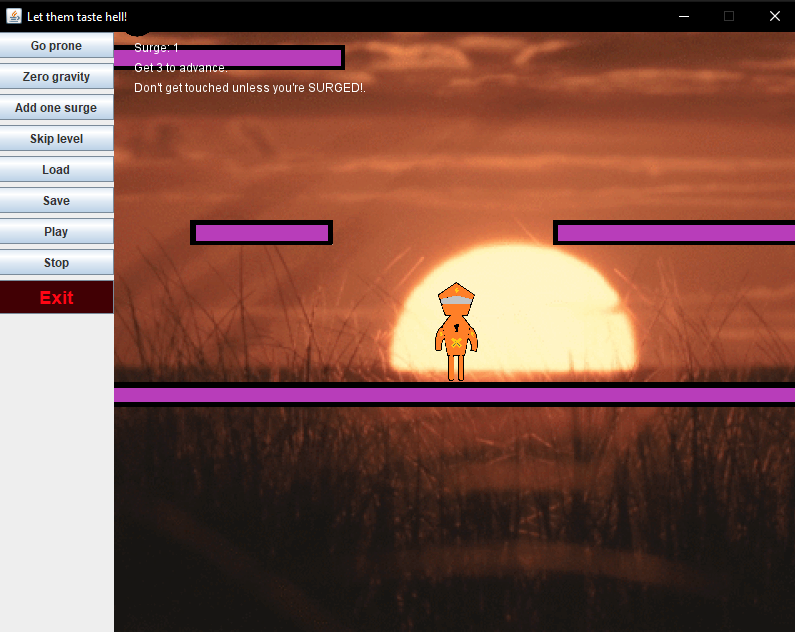 Let them taste hell!
Go prone
Zero gravity
Add one surge
Skip level
Load
Save
Play
Stop
Exit
Surge: 1
Get 3 to advance.
Don't get touched unless you're SURGED!.